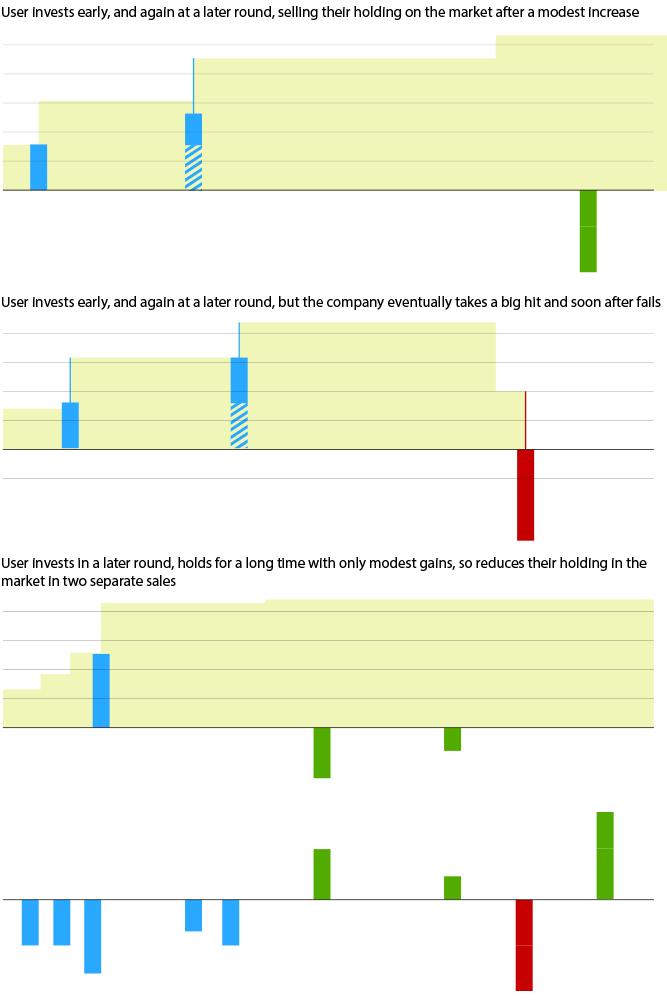 User invests early, and again at a later round, selling their holding on the market after a modest increase
User invests early, and again at a later round, but the company eventually takes a big hit and soon after fails
User invests in a later round, holds for a long time with only modest gains, so reduces their holding in the
market in two separate sales